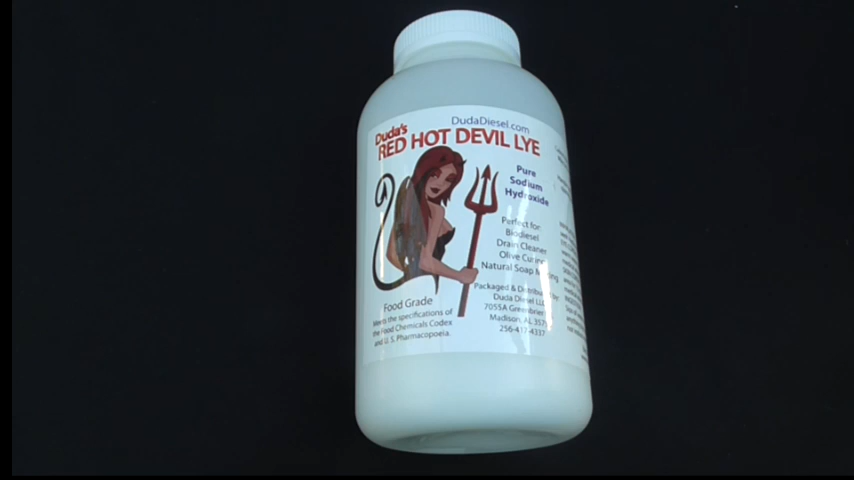 DudaDiesel.com
Duda's
RED HOT DEVIL LYE
Pure
Sodium
Hydroxide
Perfect for:
Biodiesel
Drain Cleaner
Olive Curing
Natural Soap Making
Packaged & Distributed by:
Duda Diesel LLC
7055A Greenbrier
Madison, AL
256-417-4337
Food Grade
Meets the specifications of
the Food Chemicals Codex
and U. S. Pharmacopoeia.